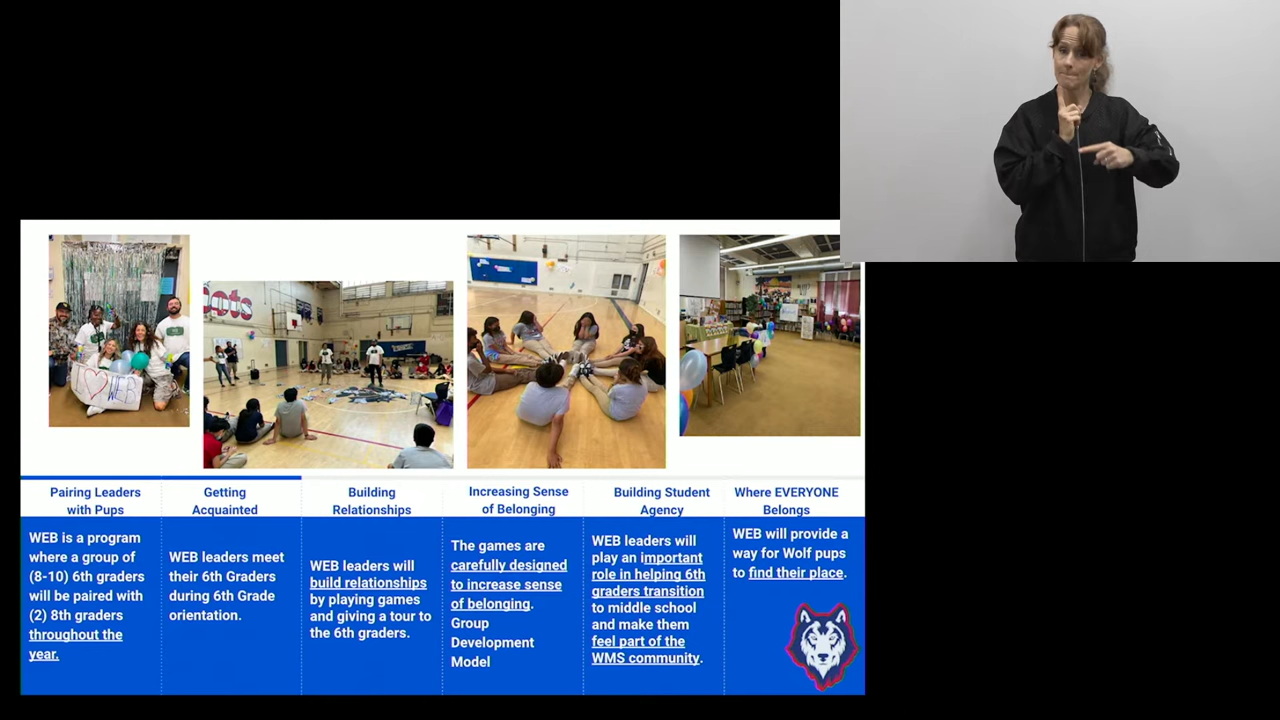 WEB
cots
Pairing Leaders
with Pups
WEB is a program
where a group of
(8-10) 6th graders
will be paired with
(2) 8th graders
throughout the
year.
Getting
Acquainted
WEB leaders meet
their 6th Graders
during 6th Grade
orientation.
Building
Relationships
WEB leaders will
build relationships
by playing games
and giving a tour to
the 6th graders.
Increasing Sense
of Belonging
The games are
carefully designed
to increase sense
of belonging.
Group
Development
Model
Building Student
Agency
WEB leaders will
play an important
role in helping 6th
graders transition
to middle school
and make them
feel part of the
WMS community.
Where EVERYONE
Belongs
WEB will provide a
way for Wolf pups
to find their place.